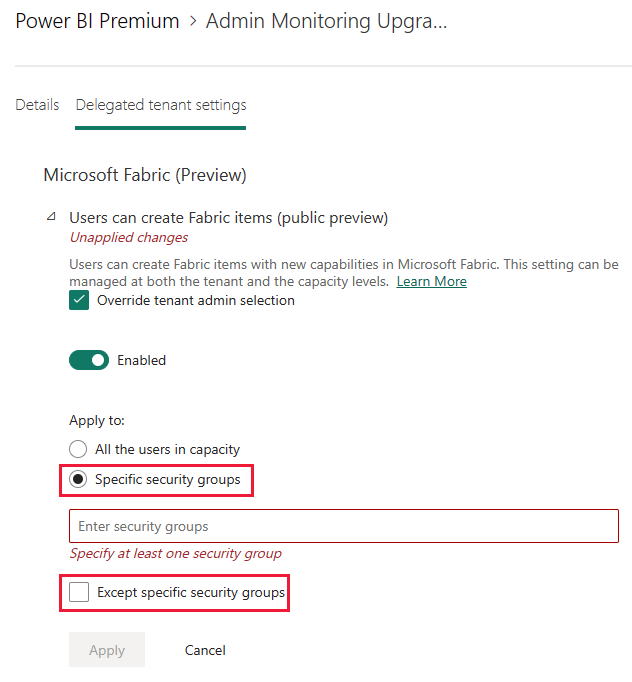 Power BI Premium > Admin Monitoring Upgra...
Details Delegated tenant settings
Microsoft Fabric (Preview)
Users can create Fabric items (public preview)
Unapplied changes
Users can create Fabric items with new capabilities in Microsoft Fabric. This setting can be
managed at both the tenant and the capacity levels. Learn More
Override tenant admin selection
Enabled
Apply to:
All the users in capacity
Specific security groups
Enter security groups
Specify at least one security group
Except specific security groups
Apply Cancel